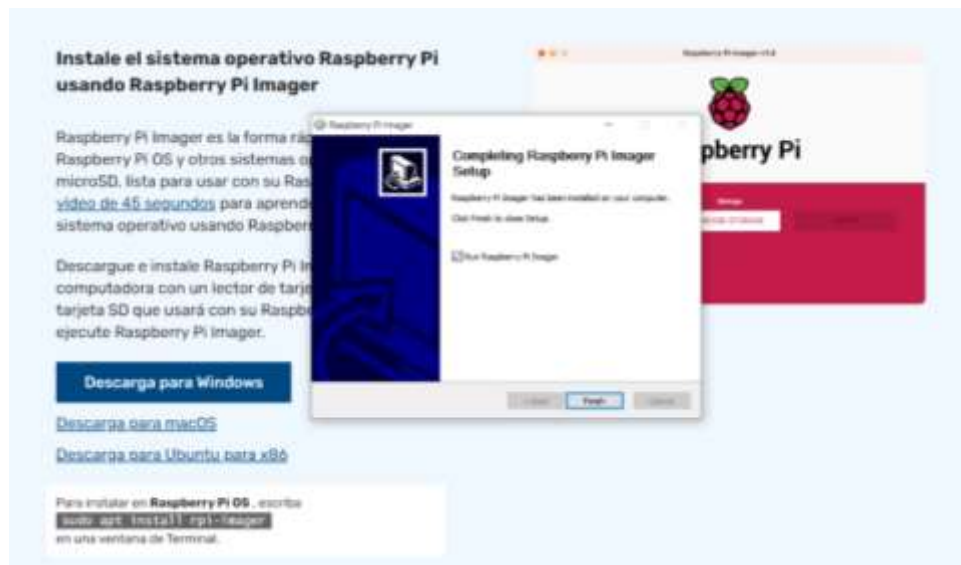 Instale el sistema operativo Raspberry Pi
usando Raspberry Pi Imager
Raspberry Pi Imager es la forma
Raspberry Pi OS y otros sistemas
microSD, lista para usar con su
video de 45 segundos para
sistema operativo usando
Descargue e instale Raspberry Pi
computadora con un lector de
tarjeta SD que usará con su
ejecute Raspberry Pi Imager.
Descarga para Windows
Descarga para macOS
Descarga para Ubuntu para x86
Para instalar en Raspberry Pi OS , escriba
sudo apt install rpi-imager
en una ventana de Terminal.
Raspberry Pi Imager
Completing Raspberry Pi Imager
Setup
Raspberry Pi Imager has been installed on your computer.
Click Finish to close Setup.
Run Raspberry Pi Imager
Finish
pberry Pi